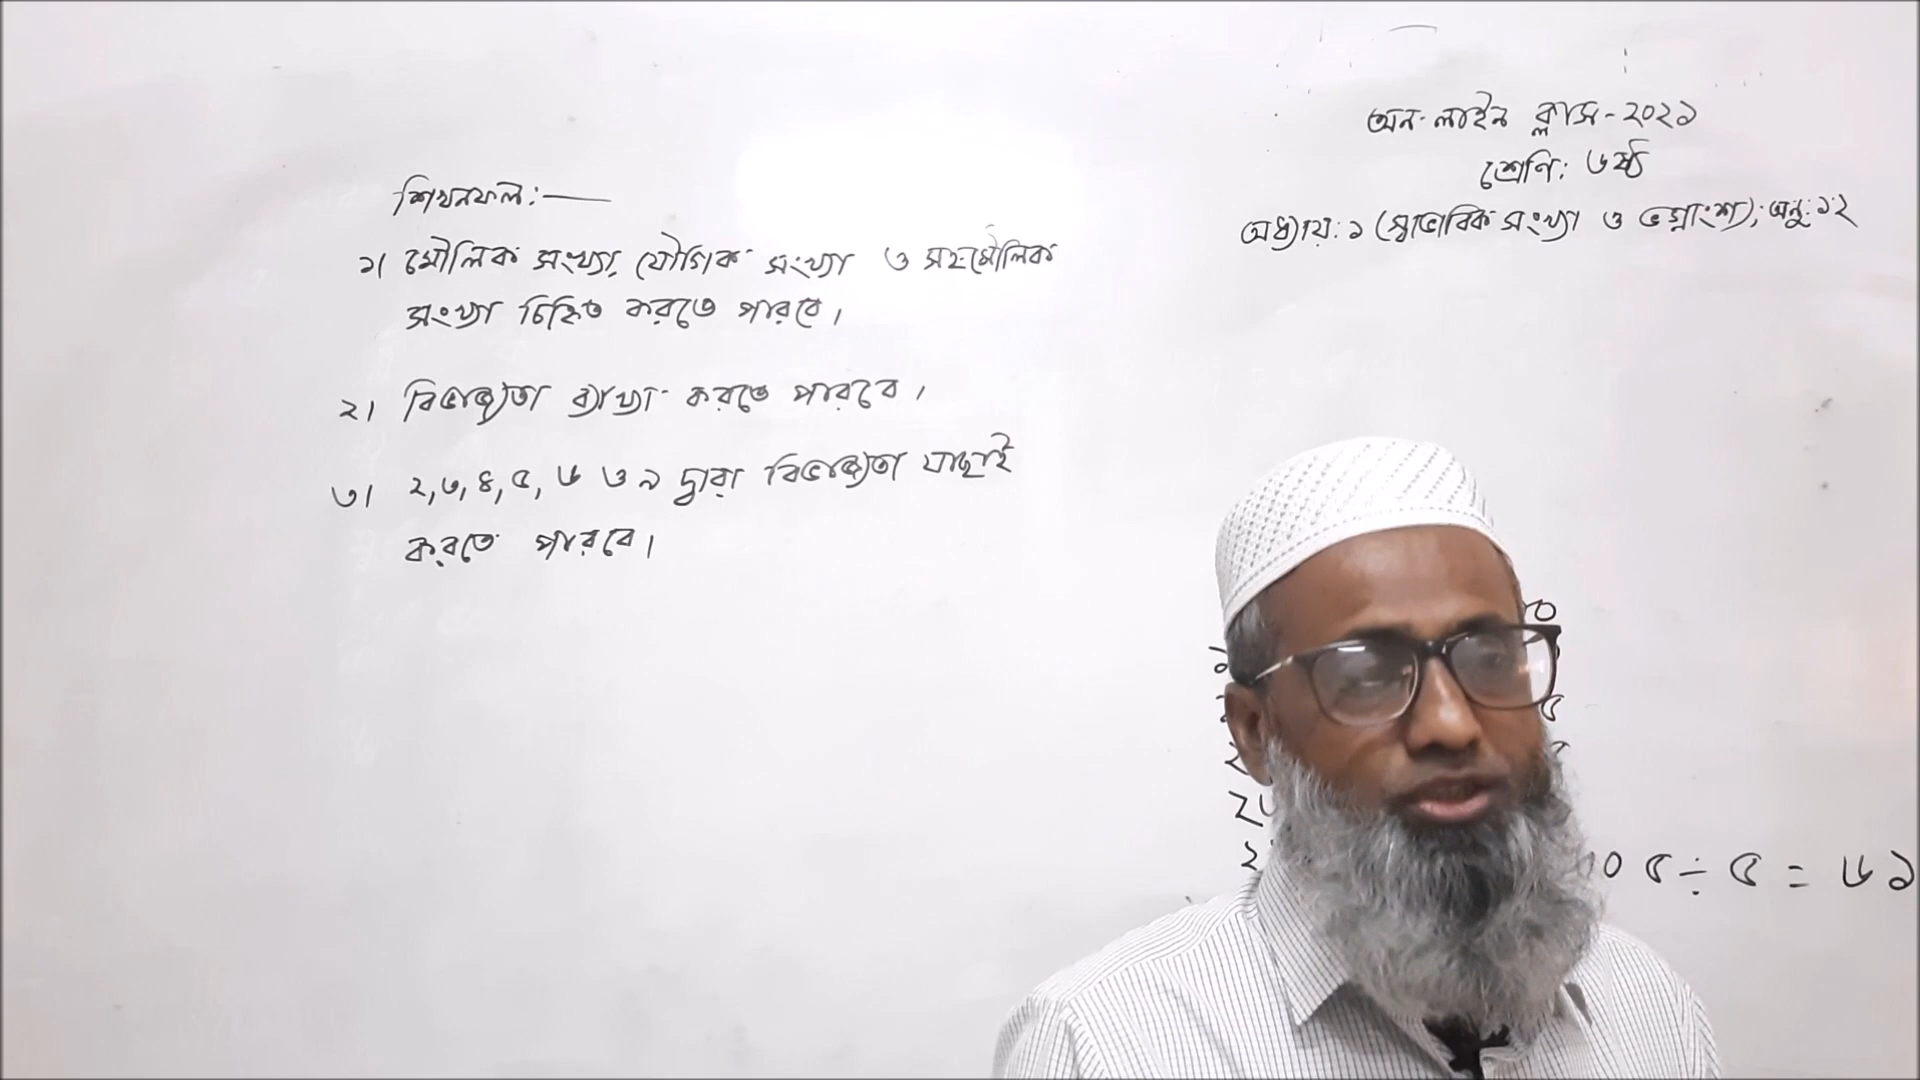 অন-লাইন ক্লাস-২০২১
শ্রেণি: ৬ষ্ঠ
অধ্যায়: ১ (স্বাভাবিক সংখ্যা ও ভগ্নাংশ); অনু: ১.২
শিখনফল:—
১। মৌলিক সংখ্যা, যৌগিক সংখ্যা ও সহমৌলিক
সংখ্যা চিহ্নিত করতে পারবে।
২। বিভাজ্যতা ব্যাখ্যা করতে পারবে।
৩। ২,৩,৪,৫,৬ ও ৯ দ্বারা বিভাজ্যতা যাচাই
করতে পারবে।
০৫ ÷ ৫ = ৬১